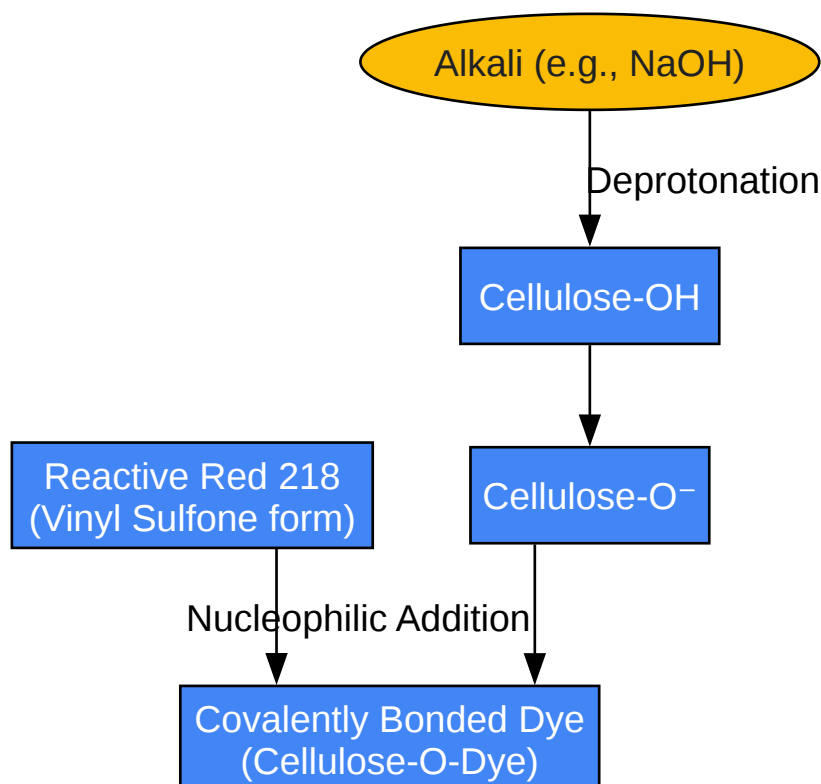 Alkali (e.g., NaOH)
Deprotonation
Cellulose-OH
Reactive Red 218
(Vinyl Sulfone form)
Cellulose-O⁻
Nucleophilic Addition
Covalently Bonded Dye
(Cellulose-O-Dye)